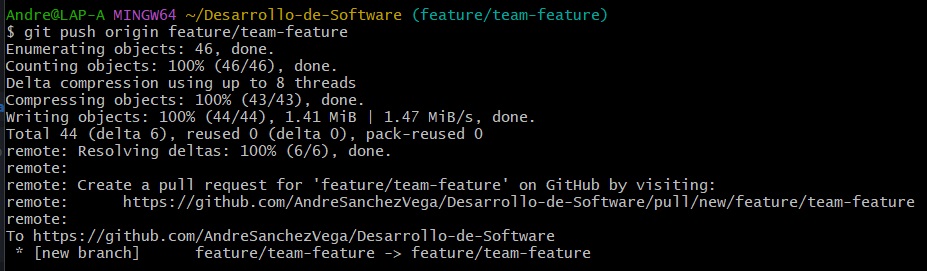 Andre@LAP-A MINGW64 ~/Desarrollo-de-Software (feature/team-feature)
$ git push origin feature/team-feature
Enumerating objects: 46, done.
Counting objects: 100% (46/46), done.
Delta compression using up to 8 threads
Compressing objects: 100% (43/43), done.
Writing objects: 100% (44/44), 1.41 MiB | 1.47 MiB/s, done.
Total 44 (delta 6), reused 0 (delta 0), pack-reused 0
remote: Resolving deltas: 100% (6/6), done.
remote:
remote: Create a pull request for 'feature/team-feature' on GitHub by visiting:
remote:      https://github.com/AndreSanchezVega/Desarrollo-de-Software/pull/new/feature/team-feature
remote:
To https://github.com/AndreSanchezVega/Desarrollo-de-Software
 * [new branch]      feature/team-feature -> feature/team-feature